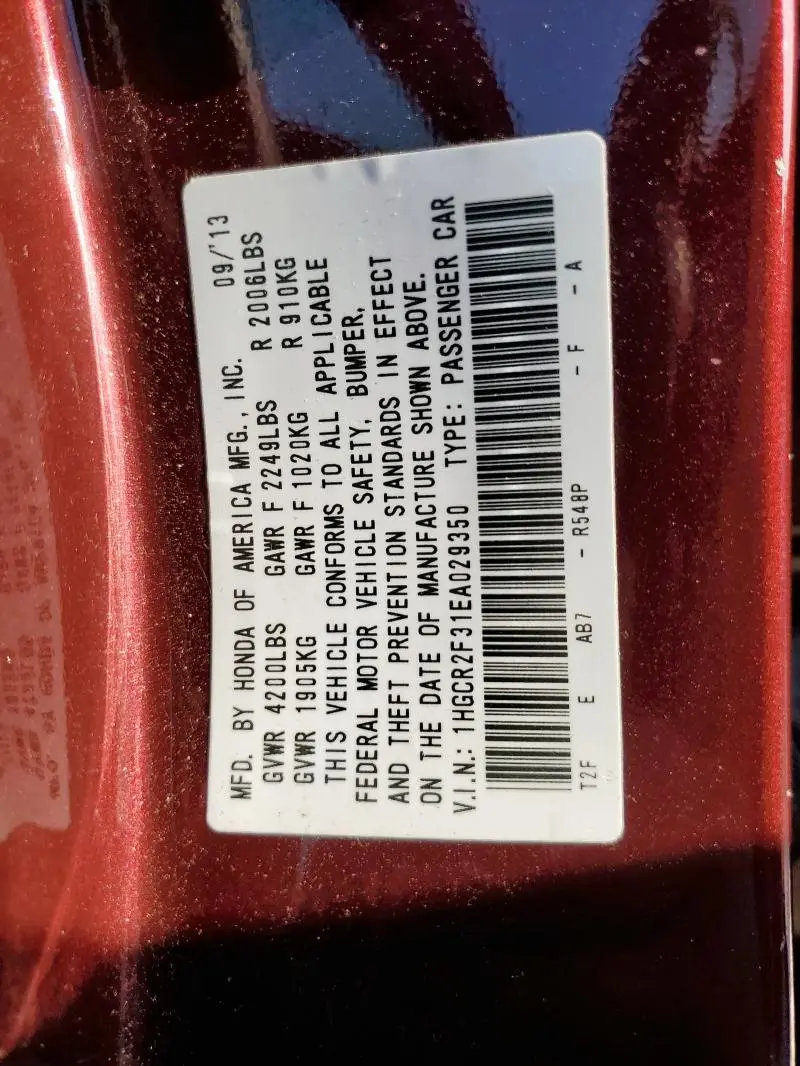 MFD. BY HONDA OF AMERICA MFG., INC. 09/'13
GVWR 4200LBS GAWR F 2249LBS R 2006LBS
GVWR 1905KG GAWR F 1020KG R 910KG
THIS VEHICLE CONFORMS TO ALL APPLICABLE
FEDERAL MOTOR VEHICLE SAFETY, BUMPER,
AND THEFT PREVENTION STANDARDS IN EFFECT
ON THE DATE OF MANUFACTURE SHOWN ABOVE.
V.I.N.: 1HGCR2F31EA029350 TYPE: PASSENGER CAR
T2F E AB7 - R548P - F - A